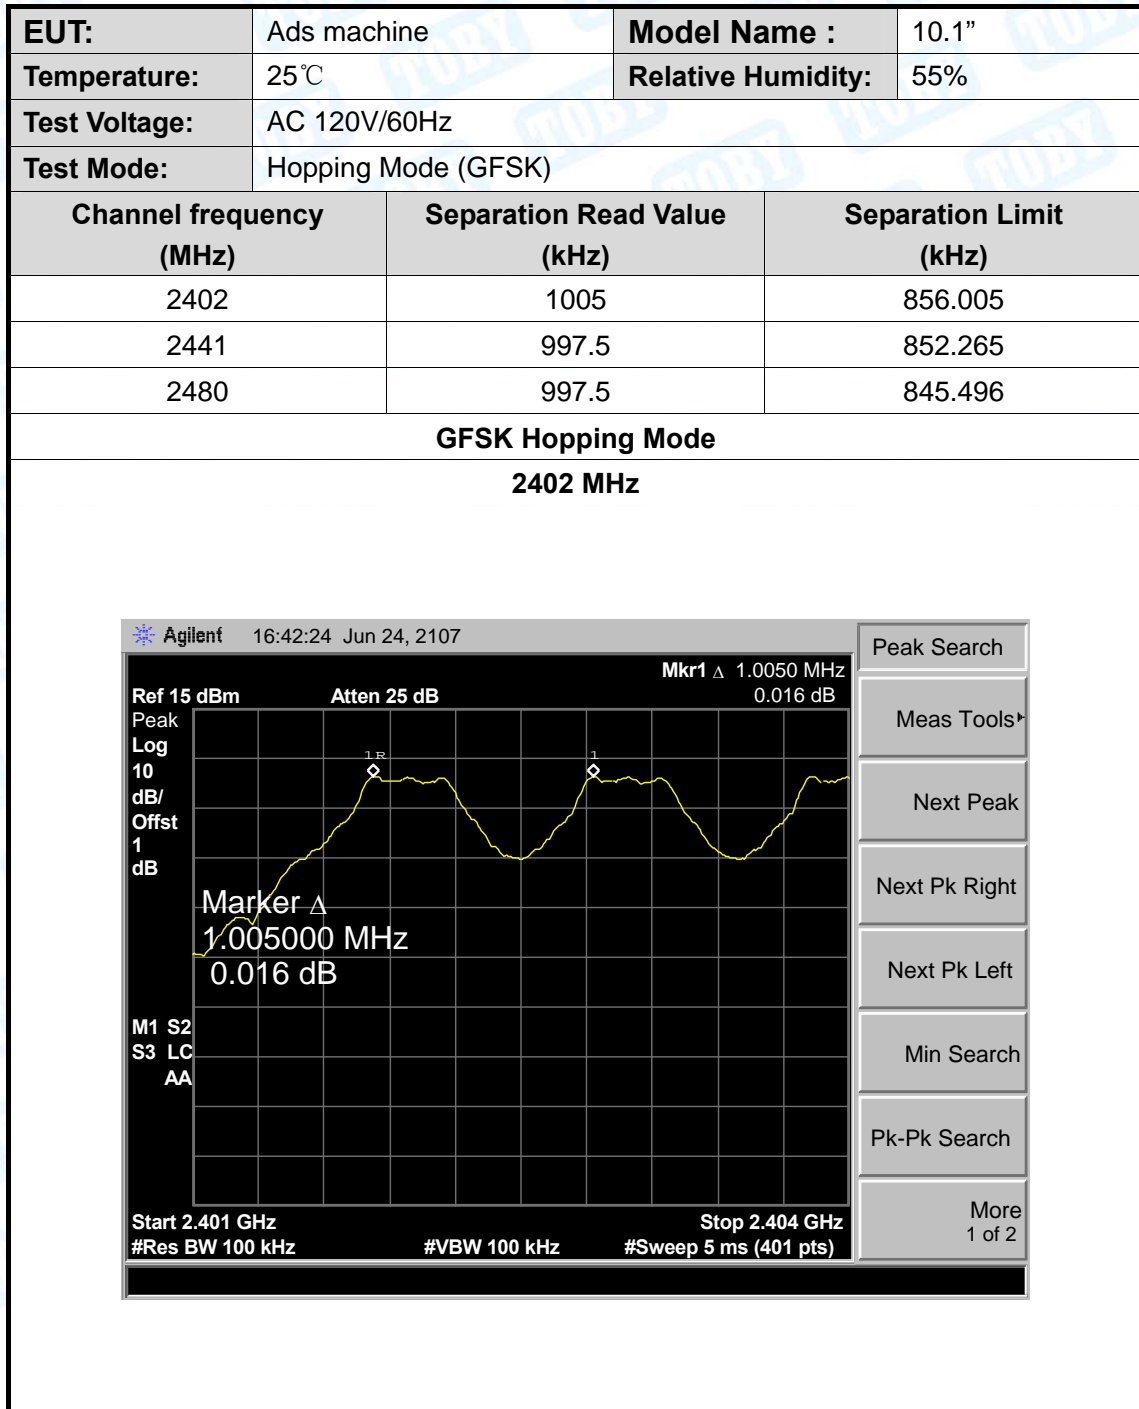 EUT: Ads machine Model Name : 10.1”
Temperature: 25℃ Relative Humidity: 55%
Test Voltage: AC 120V/60Hz
Test Mode: Hopping Mode (GFSK)
Channel frequency (MHz) Separation Read Value (kHz) Separation Limit (kHz)
2402 1005 856.005
2441 997.5 852.265
2480 997.5 845.496
GFSK Hopping Mode
2402 MHz
Agilent 16:42:24 Jun 24, 2107
Peak Search
Mkr1 Δ 1.0050 MHz
Ref 15 dBm Atten 25 dB 0.016 dB
Peak
Log
10
dB/
Offst
1
dB
1R
1
Marker Δ
1.005000 MHz
0.016 dB
M1 S2
S3 LC
AA
Start 2.401 GHz Stop 2.404 GHz
#Res BW 100 kHz #VBW 100 kHz #Sweep 5 ms (401 pts)
Meas Tools
Next Peak
Next Pk Right
Next Pk Left
Min Search
Pk-Pk Search
More
1 of 2
TOBY
TOBY
TOBY
TOBY
TOBY
TOBY
TOBY